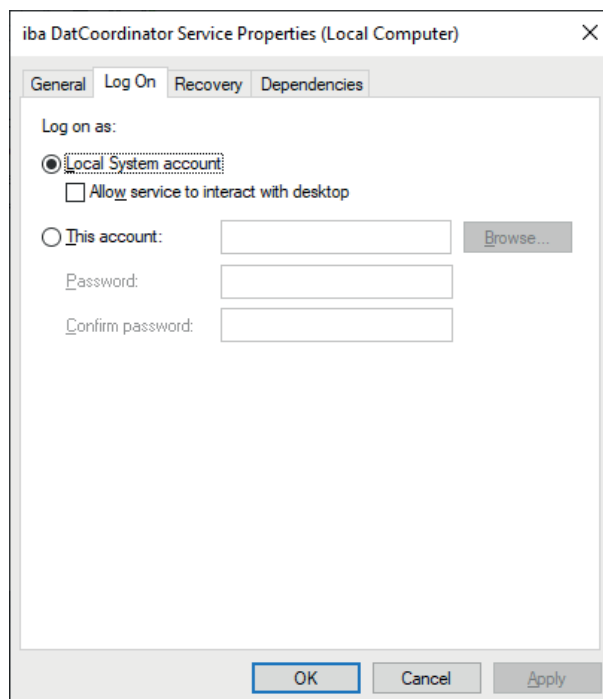 iba DatCoordinator Service Properties (Local Computer)
General Log On Recovery Dependencies
Log on as:
Local System account
Allow service to interact with desktop
This account:
Browse...
Password:
Confirm password:
OK Cancel Apply